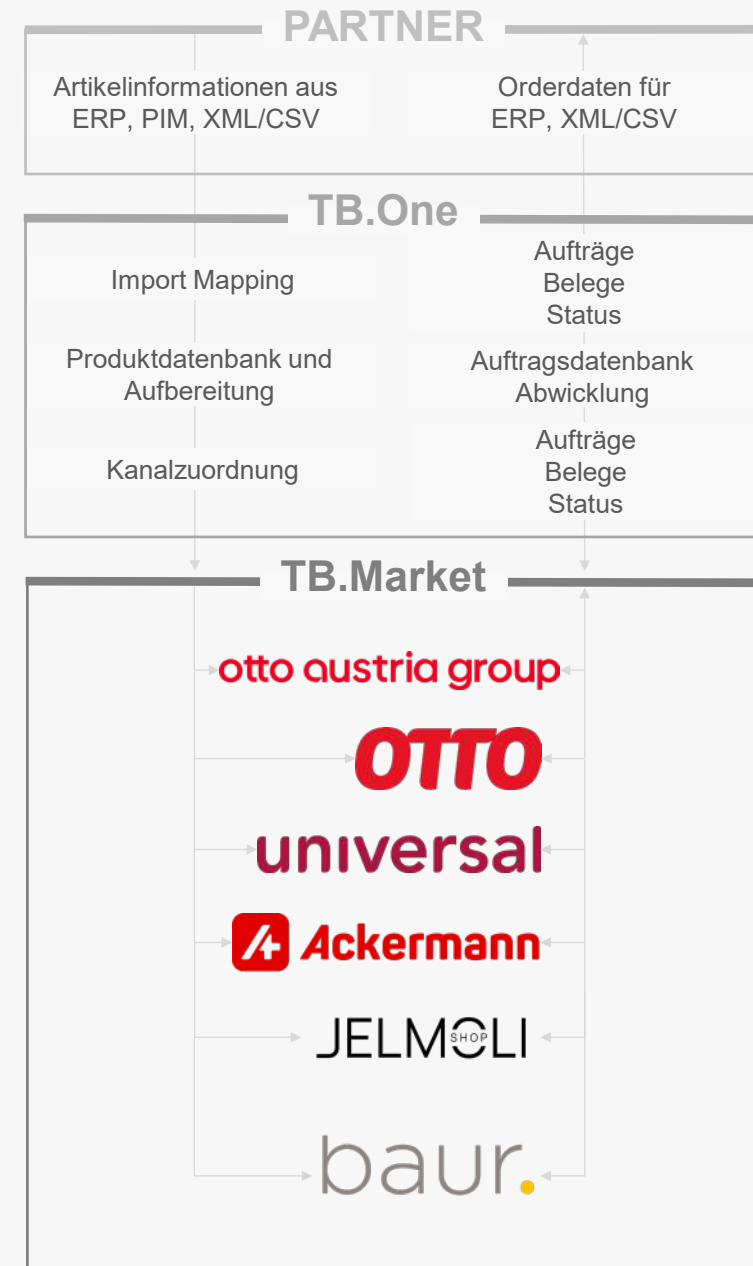 PARTNER
Artikelinformationen aus
ERP, PIM, XML/CSV
Orderdaten für
ERP, XML/CSV
TB.One
Import Mapping
Aufträge
Belege
Status
Produktdatenbank und
Aufbereitung
Auftragsdatenbank
Abwicklung
Kanalzuordnung
Aufträge
Belege
Status
TB.Market
otto austria group
OTTO
universal
Ackermann
JELMOLI
SHOP
baur.